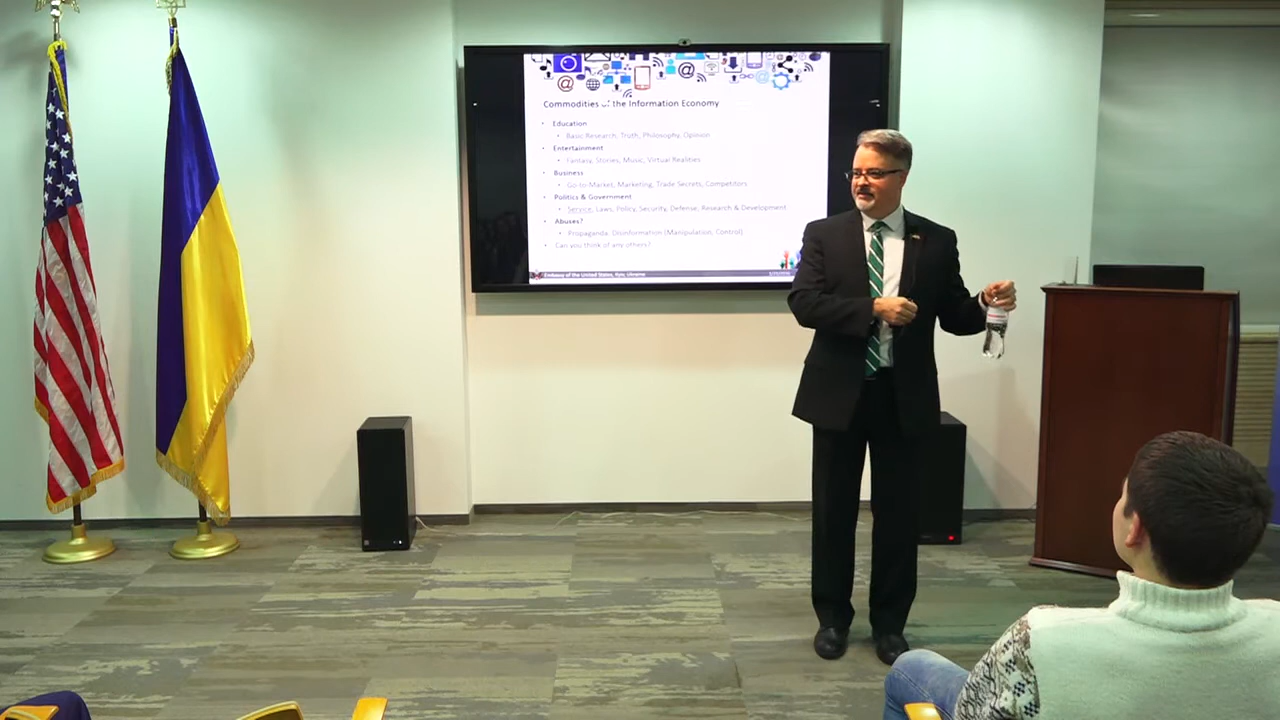 Commodities of the Information Economy
• Education
• Basic Research, Truth, Philosophy, Opinion
• Entertainment
• Fantasy, Stories, Music, Virtual Realities
• Business
• Go-to-Market, Marketing, Trade Secrets, Competitors
• Politics & Government
• Service, Laws, Policy, Security, Defense, Research & Development
• Abuses?
• Propaganda, Disinformation (Manipulation, Control)
• Can you think of any others?
Embassy of the United States, Kyiv, Ukraine